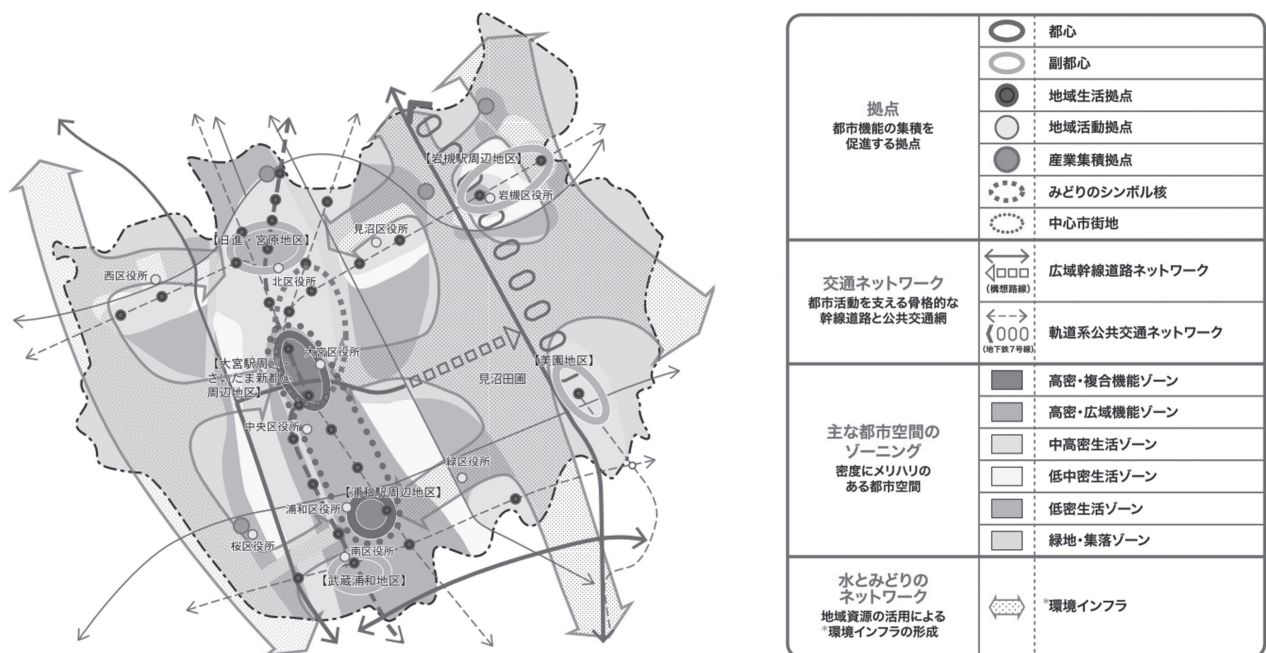 【岩槻駅周辺地区】
岩槻区役所
見沼区役所
【日進・宮原地区】
西区役所
北区役所
大宮区役所
【大宮駅周辺
さいたま新都心
周辺地区】
【美園地区】
見沼田圃
中央区役所
緑区役所
【浦和駅周辺地区】
浦和区役所
桜区役所
南区役所
【武蔵浦和地区】
拠点
都市機能の集積を
促進する拠点
都心
副都心
地域生活拠点
地域活動拠点
産業集積拠点
みどりのシンボル核
中心市街地
交通ネットワーク
都市活動を支える骨格的な
幹線道路と公共交通網
(構想路線)
広域幹線道路ネットワーク
(地下鉄7号線)
軌道系公共交通ネットワーク
主な都市空間の
ゾーニング
密度にメリハリの
ある都市空間
高密・複合機能ゾーン
高密・広域機能ゾーン
中高密生活ゾーン
低中密生活ゾーン
低密生活ゾーン
緑地・集落ゾーン
水とみどりの
ネットワーク
地域資源の活用による
*環境インフラの形成
*環境インフラ